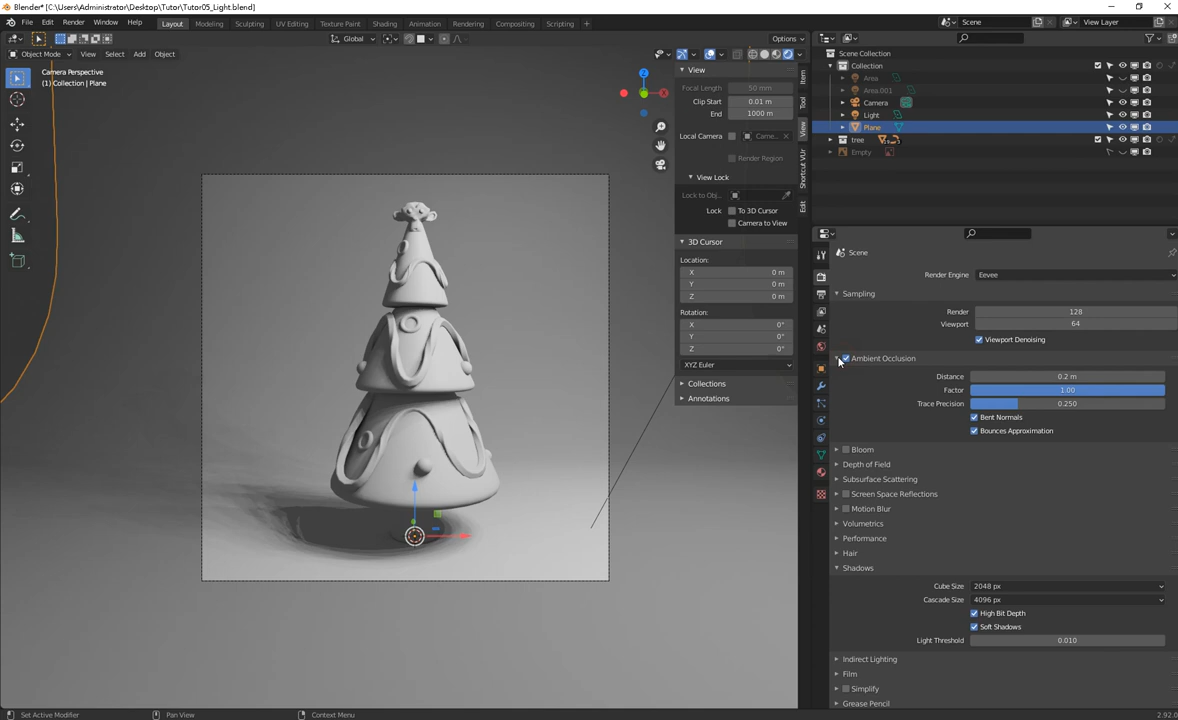 Blender* [C:\Users\Administrator\Desktop\Tutor\Tutor05_Light.blend]
File Edit Render Window Help Layout Modeling Sculpting UV Editing Texture Paint Shading Animation Rendering Compositing Scripting + Scene View Layer
Global Options
Object Mode View Select Add Object
Camera Perspective
(1) Collection | Plane
View
Focal Length 50 mm
Clip Start 0.01 m
End 1000 m
Local Camera Came...
Render Region
View Lock
Lock to Obj...
Lock To 3D Cursor
Camera to View
3D Cursor
Location:
X 0 m
Y 0 m
Z 0 m
Rotation:
X 0°
Y 0°
Z 0°
XYZ Euler
Collections
Annotations
Item
Tool
View
Shortcut VUr
Edit
Z
X
Scene Collection
Collection
Area
Area.001
Camera
Light
Plane
tree
Empty
Scene
Render Engine Eevee
Sampling
Render 128
Viewport 64
Viewport Denoising
Ambient Occlusion
Distance 0.2 m
Factor 1.00
Trace Precision 0.250
Bent Normals
Bounces Approximation
Bloom
Depth of Field
Subsurface Scattering
Screen Space Reflections
Motion Blur
Volumetrics
Performance
Hair
Shadows
Cube Size 2048 px
Cascade Size 4096 px
High Bit Depth
Soft Shadows
Light Threshold 0.010
Indirect Lighting
Film
Simplify
Grease Pencil
Set Active Modifier Pan View Context Menu 2.92.0